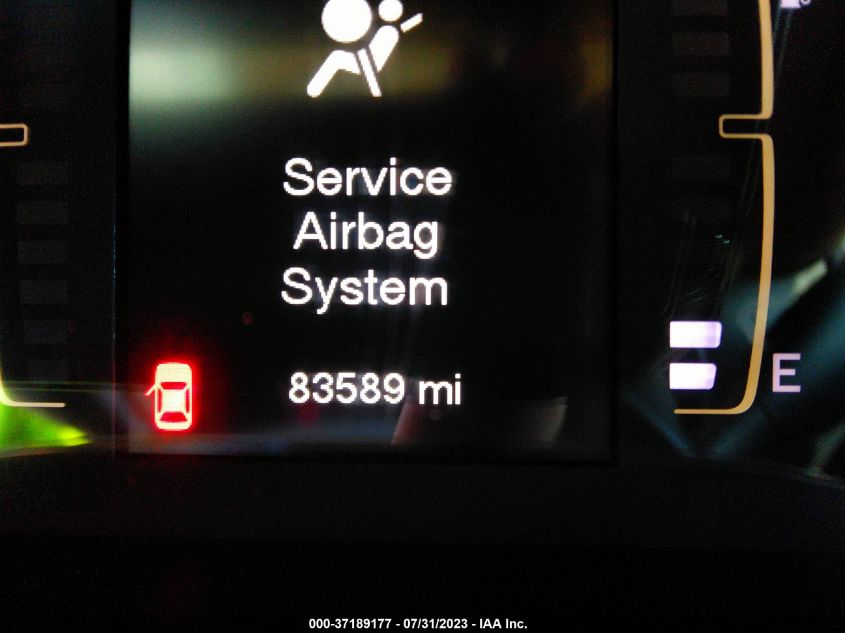 Service
Airbag
System
83589 mi
E
000-37189177 - 07/31/2023 - IAA Inc.